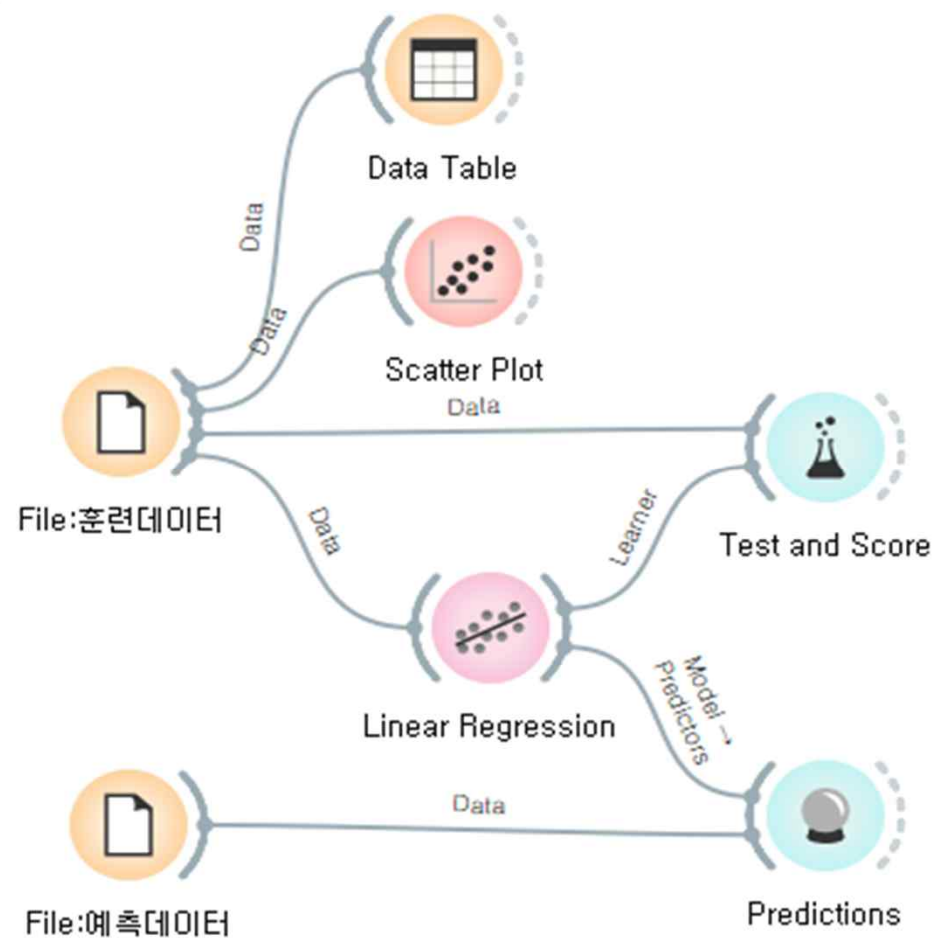 Data Table
Data
Data
Scatter Plot
Data
File:훈련데이터
Data
Learner
Test and Score
Linear Regression
Model →
Predictors
Data
File:예측데이터
Predictions